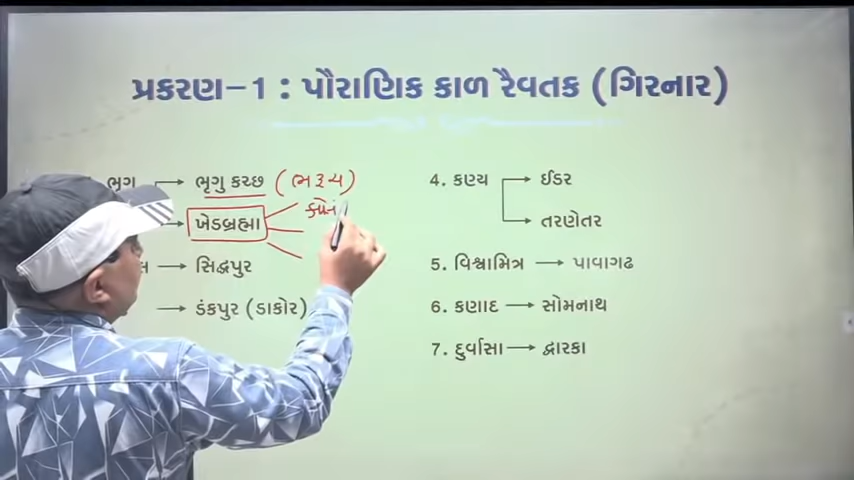 પ્રકરણ-1 : પૌરાણિક કાળ રૈવતક (ગિરનાર)
ભૃગ → ભૃગુ કચ્છ (ભરૂચ)
→ ખેડબ્રહ્મા
→ સિદ્ધપુર
→ ડંકપુર (ડાકોર)
4. કણ્ય → ઈડર
→ તરણેતર
5. વિશ્વામિત્ર → પાવાગઢ
6. કણાદ → સોમનાથ
7. દુર્વાસા → દ્વારકા